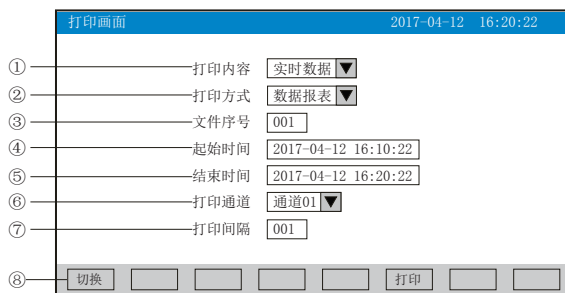 打印画面 2017-04-12 16:20:22
① 打印内容 实时数据
② 打印方式 数据报表
③ 文件序号 001
④ 起始时间 2017-04-12 16:10:22
⑤ 结束时间 2017-04-12 16:20:22
⑥ 打印通道 通道01
⑦ 打印间隔 001
⑧ 切换 打印